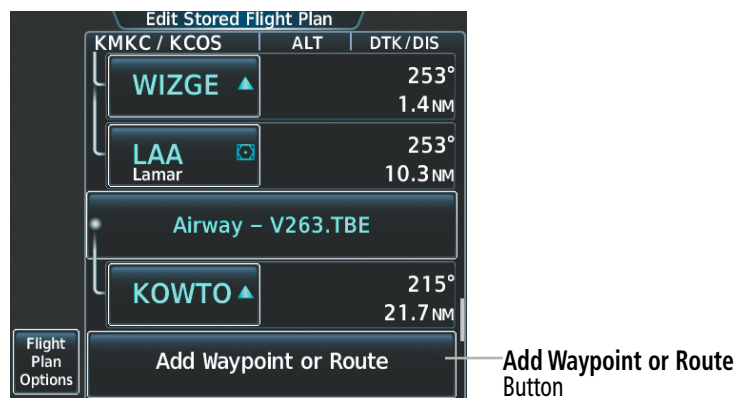 Edit Stored Flight Plan
KMKC / KCOS ALT DTK/DIS
WIZGE 253°
1.4NM
LAA 253°
Lamar 10.3NM
Airway – V263.TBE
KOWTO 215°
21.7NM
Flight
Plan
Options
Add Waypoint or Route
Add Waypoint or Route
Button